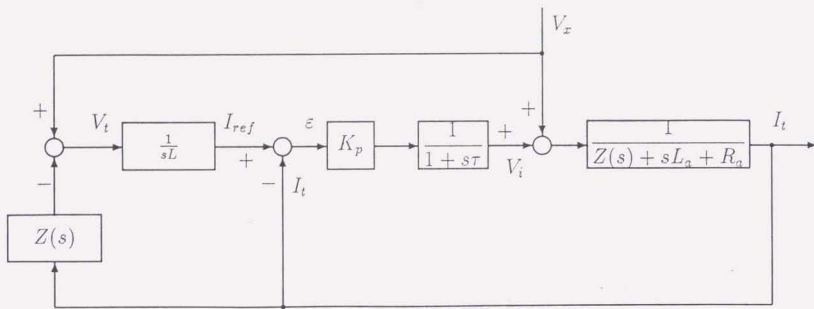 V_x
+
+
V_t
1/sL
I_ref
+
ε
K_p
1/(1 + sτ)
+
V_i
1/(Z(s) + sL_a + R_a)
I_t
−
−
I_t
Z(s)